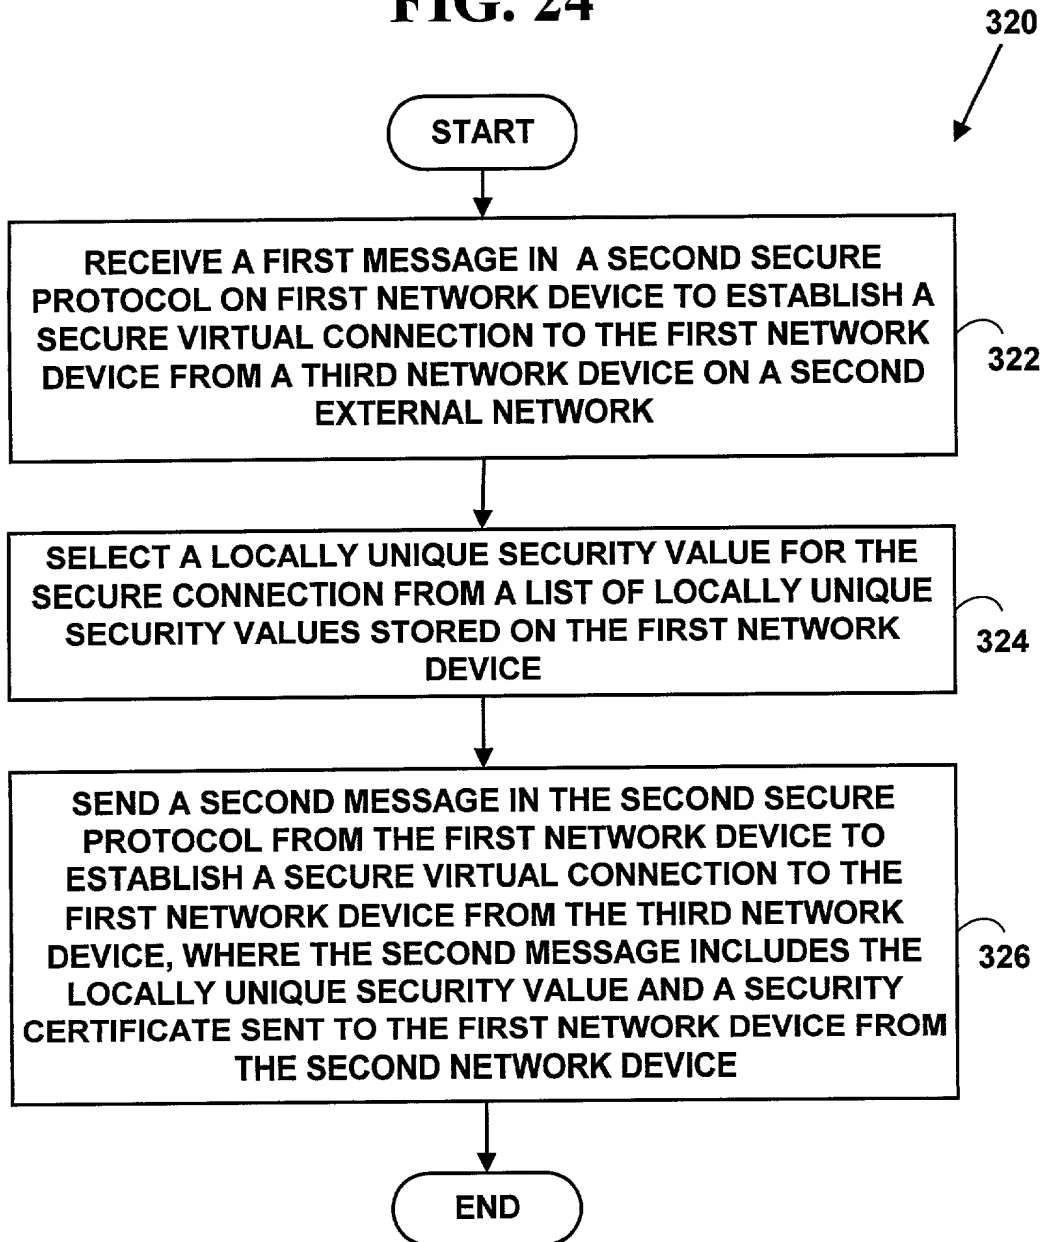 FIG. 24
320
START
RECEIVE A FIRST MESSAGE IN A SECOND SECURE
PROTOCOL ON FIRST NETWORK DEVICE TO ESTABLISH A
SECURE VIRTUAL CONNECTION TO THE FIRST NETWORK
DEVICE FROM A THIRD NETWORK DEVICE ON A SECOND
EXTERNAL NETWORK
322
SELECT A LOCALLY UNIQUE SECURITY VALUE FOR THE
SECURE CONNECTION FROM A LIST OF LOCALLY UNIQUE
SECURITY VALUES STORED ON THE FIRST NETWORK
DEVICE
324
SEND A SECOND MESSAGE IN THE SECOND SECURE
PROTOCOL FROM THE FIRST NETWORK DEVICE TO
ESTABLISH A SECURE VIRTUAL CONNECTION TO THE
FIRST NETWORK DEVICE FROM THE THIRD NETWORK
DEVICE, WHERE THE SECOND MESSAGE INCLUDES THE
LOCALLY UNIQUE SECURITY VALUE AND A SECURITY
CERTIFICATE SENT TO THE FIRST NETWORK DEVICE FROM
THE SECOND NETWORK DEVICE
326
END